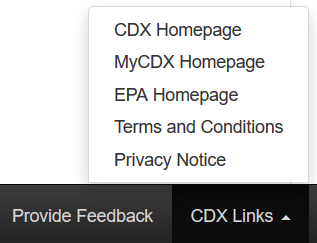 CDX Homepage
MyCDX Homepage
EPA Homepage
Terms and Conditions
Privacy Notice
Provide Feedback CDX Links